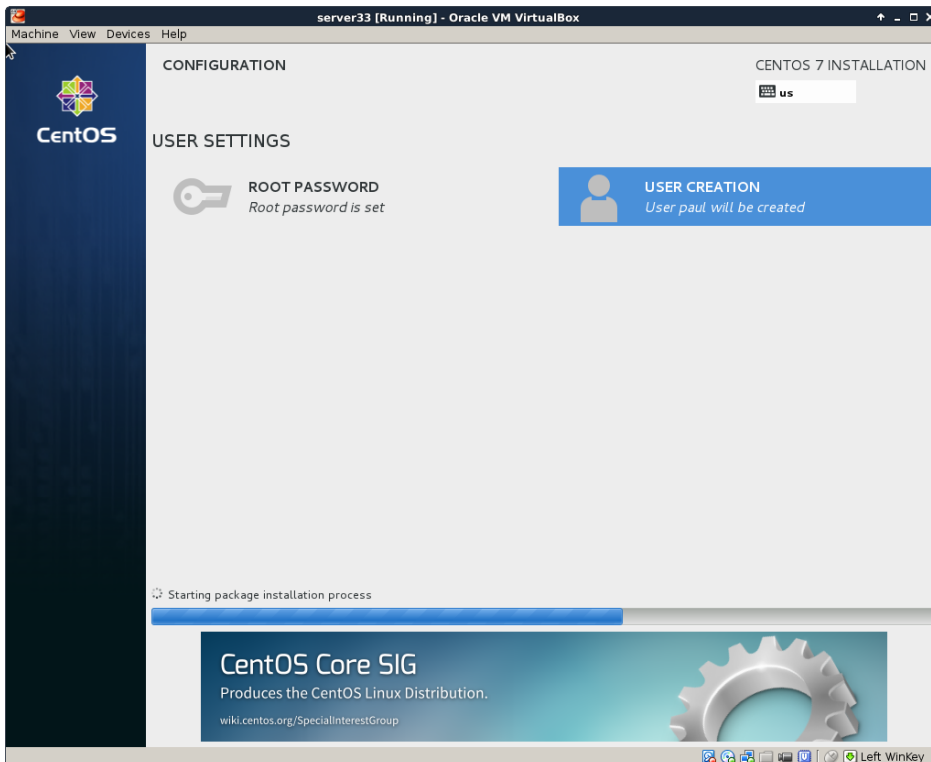 server33 [Running] - Oracle VM VirtualBox
Machine View Devices Help
CONFIGURATION
CENTOS 7 INSTALLATION
us
CentOS
USER SETTINGS
ROOT PASSWORD
Root password is set
USER CREATION
User paul will be created
Starting package installation process
CentOS Core SIG
Produces the CentOS Linux Distribution.
wiki.centos.org/SpecialInterestGroup
Left WinKey